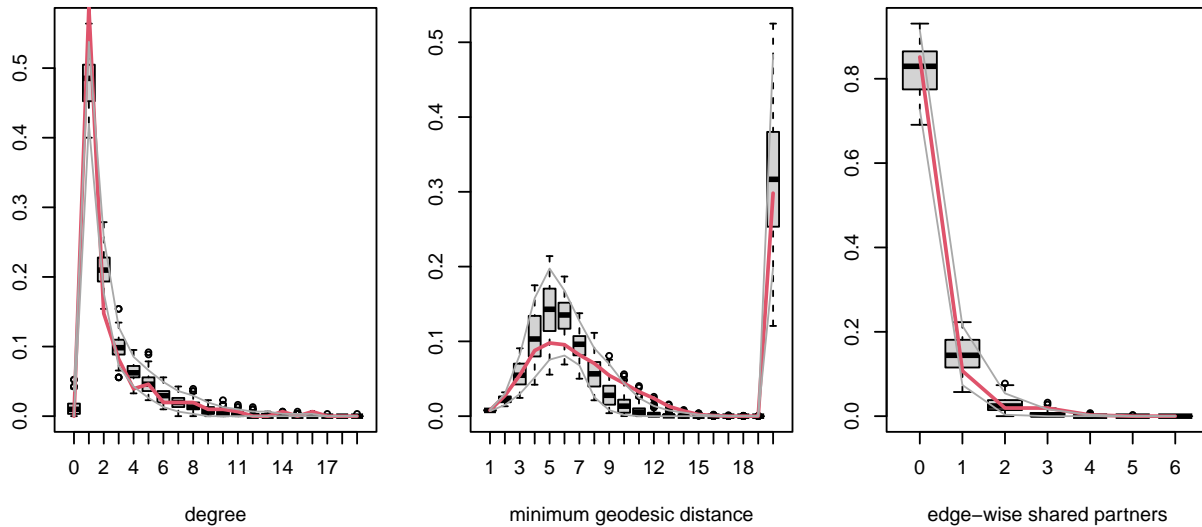 0.0 0.1 0.2 0.3 0.4 0.5
0 2 4 6 8 11 14 17
degree
0.0 0.1 0.2 0.3 0.4 0.5
1 3 5 7 9 12 15 18
minimum geodesic distance
0.0 0.2 0.4 0.6 0.8
0 1 2 3 4 5 6
edge−wise shared partners